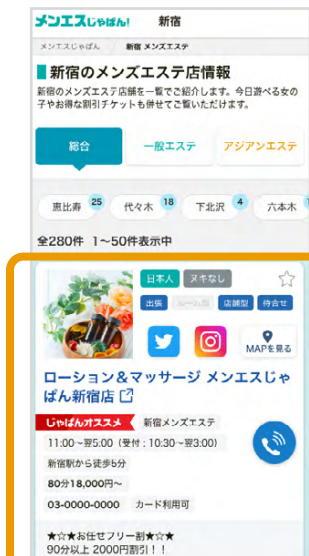 メンエスじゃぱん! 新宿
メンエスじゃぱん 新宿 メンズエステ
新宿のメンズエステ店情報
新宿のメンズエステ店舗を一覧でご紹介します。今日遊べる女の
子やお得な割引チケットも併せてご覧いただけます。
総合 一般エステ アジアンエステ
恵比寿 25 代々木 18 下北沢 4 六本木
全280件 1〜50件表示中
日本人 ヌキなし
出張 ルーム型 店舗型 待合せ
MAPを見る
ローション&マッサージ メンエスじゃ
ぱん新宿店
じゃぱんオススメ 新宿メンズエステ
11:00〜翌5:00(受付:10:30〜翌3:00)
新宿駅から徒歩5分
80分18,000円〜
03-0000-0000 カード利用可
★☆★お任せフリー割★☆★
90分以上 2000円割引!!